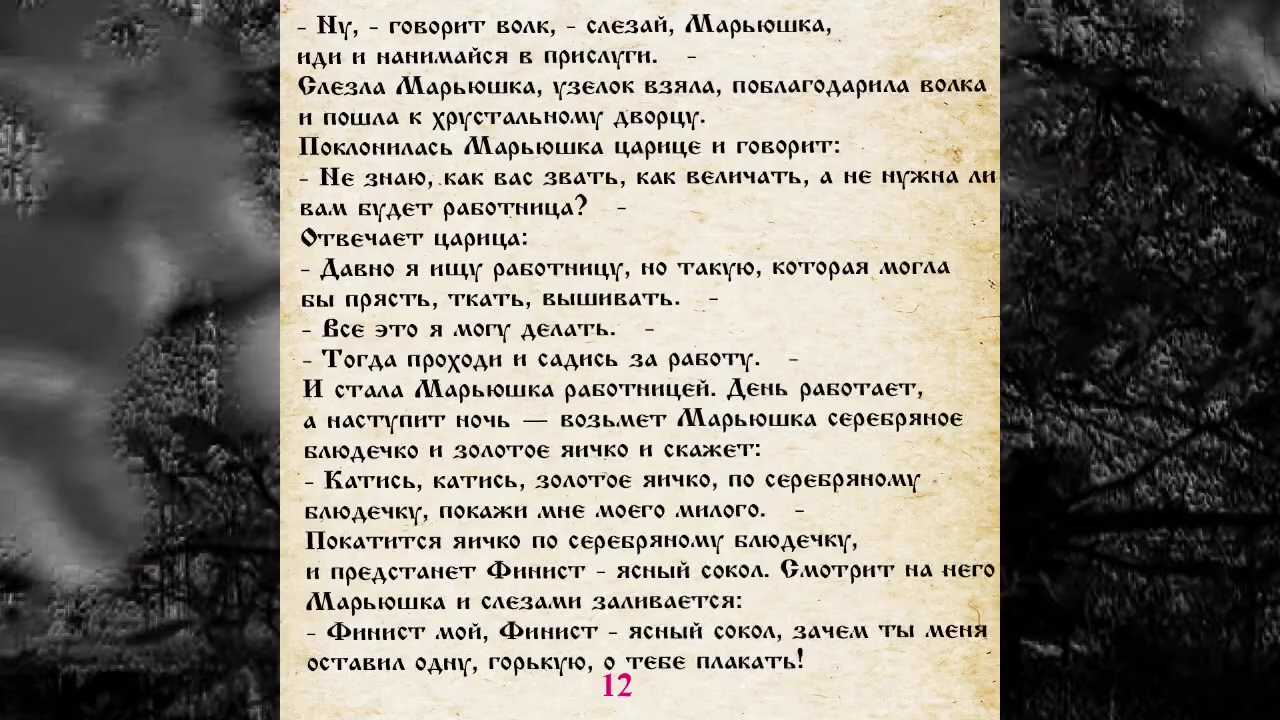 - Ну, - говорит волк, - слезай, Марьюшка,
иди и нанимайся в прислуги. -
Слезла Марьюшка, узелок взяла, поблагодарила волка
и пошла к хрустальному дворцу.
Поклонилась Марьюшка царице и говорит:
- Не знаю, как вас звать, как величать, а не нужна ли
вам будет работница? -
Отвечает царица:
- Давно я ищу работницу, но такую, которая могла
бы прясть, ткать, вышивать. -
- Все это я могу делать. -
- Тогда проходи и садись за работу. -
И стала Марьюшка работницей. День работает,
а наступит ночь — возьмет Марьюшка серебряное
блюдечко и золотое яичко и скажет:
- Катись, катись, золотое яичко, по серебряному
блюдечку, покажи мне моего милого. -
Покатится яичко по серебряному блюдечку,
и предстанет Финист - ясный сокол. Смотрит на него
Марьюшка и слезами заливается:
- Финист мой, Финист - ясный сокол, зачем ты меня
оставил одну, горькую, о тебе плакать!
12